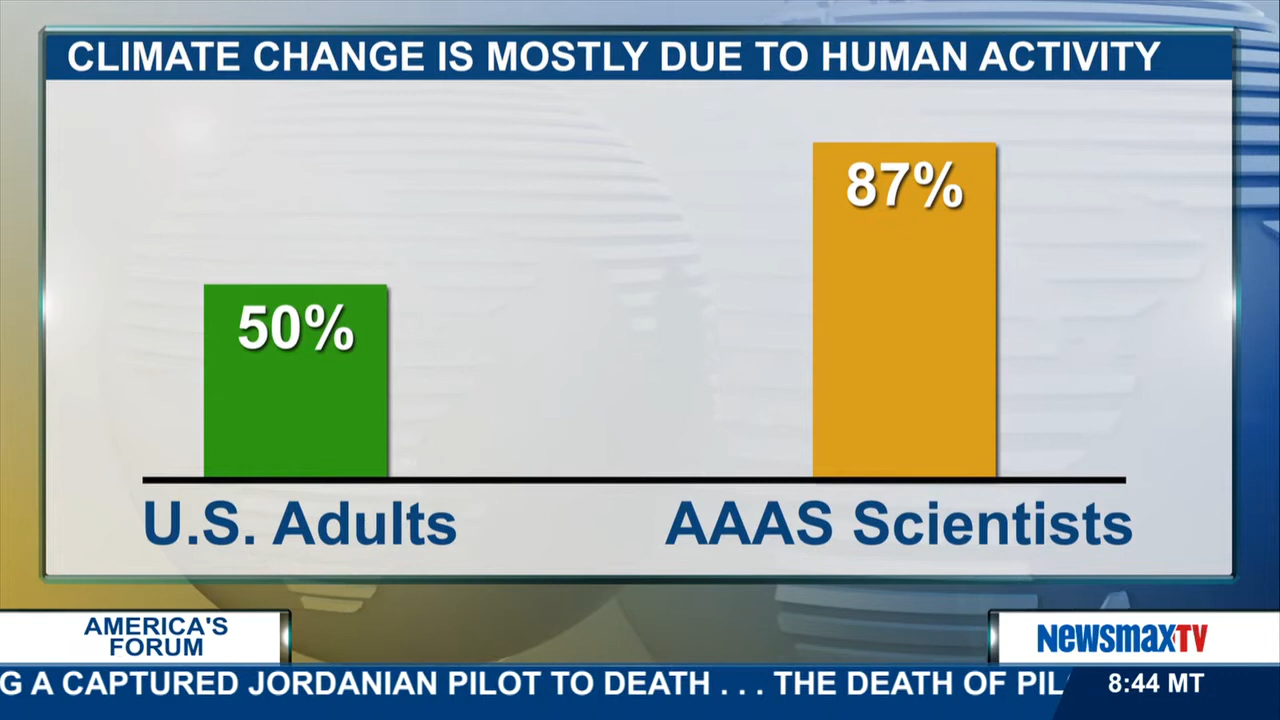 CLIMATE CHANGE IS MOSTLY DUE TO HUMAN ACTIVITY
87%
50%
U.S. Adults
AAAS Scientists
AMERICA'S
FORUM
NEWSMAXTV
G A CAPTURED JORDANIAN PILOT TO DEATH . . . THE DEATH OF PIL
8:44 MT